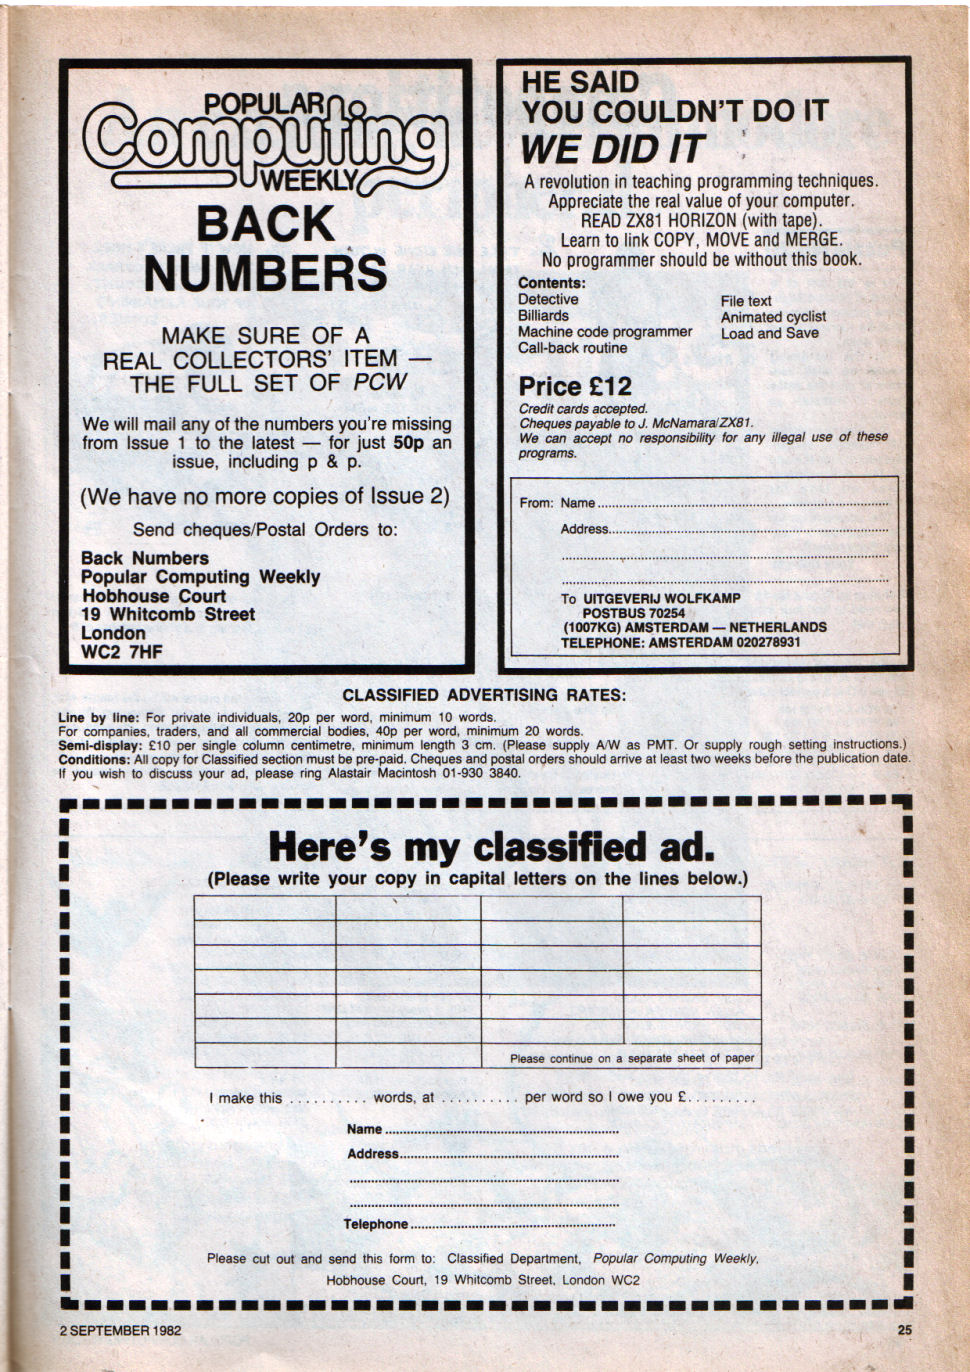 POPULAR
Computing
WEEKLY
BACK
NUMBERS
MAKE SURE OF A
REAL COLLECTORS' ITEM —
THE FULL SET OF PCW
We will mail any of the numbers you're missing
from Issue 1 to the latest — for just 50p an
issue, including p & p.
(We have no more copies of Issue 2)
Send cheques/Postal Orders to:
Back Numbers
Popular Computing Weekly
Hobhouse Court
19 Whitcomb Street
London
WC2 7HF
HE SAID
YOU COULDN'T DO IT
WE DID IT
A revolution in teaching programming techniques.
Appreciate the real value of your computer.
READ ZX81 HORIZON (with tape).
Learn to link COPY, MOVE and MERGE.
No programmer should be without this book.
Contents:
Detective
Billiards
Machine code programmer
Call-back routine
File text
Animated cyclist
Load and Save
Price £12
Credit cards accepted.
Cheques payable to J. McNamara/ZX81.
We can accept no responsibility for any illegal use of these
programs.
From: Name
Address
To UITGEVERIJ WOLFKAMP
POSTBUS 70254
(1007KG) AMSTERDAM — NETHERLANDS
TELEPHONE: AMSTERDAM 020278931
CLASSIFIED ADVERTISING RATES:
Line by line: For private individuals, 20p per word, minimum 10 words.
For companies, traders, and all commercial bodies, 40p per word, minimum 20 words.
Semi-display: £10 per single column centimetre, minimum length 3 cm. (Please supply A/W as PMT. Or supply rough setting instructions.)
Conditions: All copy for Classified section must be pre-paid. Cheques and postal orders should arrive at least two weeks before the publication date.
If you wish to discuss your ad, please ring Alastair Macintosh 01-930 3840.
Here's my classified ad.
(Please write your copy in capital letters on the lines below.)
Please continue on a separate sheet of paper
I make this .......... words, at .......... per word so I owe you £.........
Name
Address
Telephone
Please cut out and send this form to: Classified Department, Popular Computing Weekly,
Hobhouse Court, 19 Whitcomb Street, London WC2
2 SEPTEMBER 1982
25